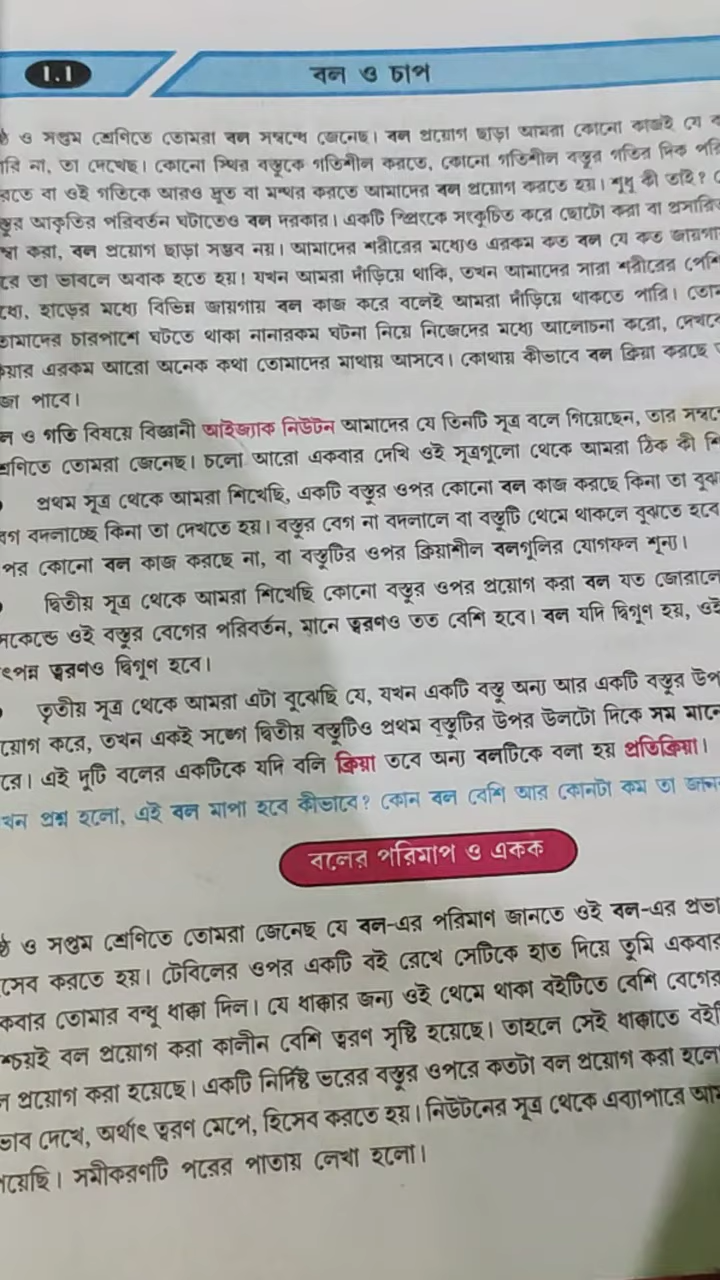 1.1
বল ও চাপ
ষ্ঠ ও সপ্তম শ্রেণিতে তোমরা বল সম্বন্ধে জেনেছ। বল প্রয়োগ ছাড়া আমরা কোনো কাজই যে ক
রি না, তা দেখেছ। কোনো স্থির বস্তুকে গতিশীল করতে, কোনো গতিশীল বস্তুর গতির দিক পরি
রতে বা ওই গতিকে আরও দ্রুত বা মন্থর করতে আমাদের বল প্রয়োগ করতে হয়। শুধু কী তাই?
স্তুর আকৃতির পরিবর্তন ঘটাতেও বল দরকার। একটি স্প্রিংকে সংকুচিত করে ছোটো করা বা প্রসারিত
ম্বা করা, বল প্রয়োগ ছাড়া সম্ভব নয়। আমাদের শরীরের মধ্যেও এরকম কত বল যে কত জায়গা
রে তা ভাবলে অবাক হতে হয়! যখন আমরা দাঁড়িয়ে থাকি, তখন আমাদের সারা শরীরের পেশি
ধ্যে, হাড়ের মধ্যে বিভিন্ন জায়গায় বল কাজ করে বলেই আমরা দাঁড়িয়ে থাকতে পারি। তোম
তামাদের চারপাশে ঘটতে থাকা নানারকম ঘটনা নিয়ে নিজেদের মধ্যে আলোচনা করো, দেখবে
ক্রয়ার এরকম আরো অনেক কথা তোমাদের মাথায় আসবে। কোথায় কীভাবে বল ক্রিয়া করছে
জা পাবে।
ল ও গতি বিষয়ে বিজ্ঞানী আইজ্যাক নিউটন আমাদের যে তিনটি সূত্র বলে গিয়েছেন, তার সম্বন্ধে
শ্রেণিতে তোমরা জেনেছ। চলো আরো একবার দেখি ওই সূত্রগুলো থেকে আমরা ঠিক কী শি
প্রথম সূত্র থেকে আমরা শিখেছি, একটি বস্তুর ওপর কোনো বল কাজ করছে কিনা তা বুঝ
বেগ বদলাচ্ছে কিনা তা দেখতে হয়। বস্তুর বেগ না বদলালে বা বস্তুটি থেমে থাকলে বুঝতে হবে
পর কোনো বল কাজ করছে না, বা বস্তুটির ওপর ক্রিয়াশীল বলগুলির যোগফল শূন্য।
দ্বিতীয় সূত্র থেকে আমরা শিখেছি কোনো বস্তুর ওপর প্রয়োগ করা বল যত জোরালো
সেকেন্ডে ওই বস্তুর বেগের পরিবর্তন, মানে ত্বরণও তত বেশি হবে। বল যদি দ্বিগুণ হয়, ওই
ৎপন্ন ত্বরণও দ্বিগুণ হবে।
তৃতীয় সূত্র থেকে আমরা এটা বুঝেছি যে, যখন একটি বস্তু অন্য আর একটি বস্তুর উপ
য়োগ করে, তখন একই সঙ্গে দ্বিতীয় বস্তুটিও প্রথম বস্তুটির উপর উলটো দিকে সম মানে
রে। এই দুটি বলের একটিকে যদি বলি ক্রিয়া তবে অন্য বলটিকে বলা হয় প্রতিক্রিয়া।
খন প্রশ্ন হলো, এই বল মাপা হবে কীভাবে? কোন বল বেশি আর কোনটা কম তা জান
বলের পরিমাপ ও একক
ষ্ঠ ও সপ্তম শ্রেণিতে তোমরা জেনেছ যে বল-এর পরিমাণ জানতে ওই বল-এর প্রভা
সেব করতে হয়। টেবিলের ওপর একটি বই রেখে সেটিকে হাত দিয়ে তুমি একবার
কবার তোমার বন্ধু ধাক্কা দিল। যে ধাক্কার জন্য ওই থেমে থাকা বইটিতে বেশি বেগের
শ্চয়ই বল প্রয়োগ করা কালীন বেশি ত্বরণ সৃষ্টি হয়েছে। তাহলে সেই ধাক্কাতে বইটি
ল প্রয়োগ করা হয়েছে। একটি নির্দিষ্ট ভরের বস্তুর ওপরে কতটা বল প্রয়োগ করা হলো
ভাব দেখে, অর্থাৎ ত্বরণ মেপে, হিসেব করতে হয়। নিউটনের সূত্র থেকে এব্যাপারে আম
পয়েছি। সমীকরণটি পরের পাতায় লেখা হলো।